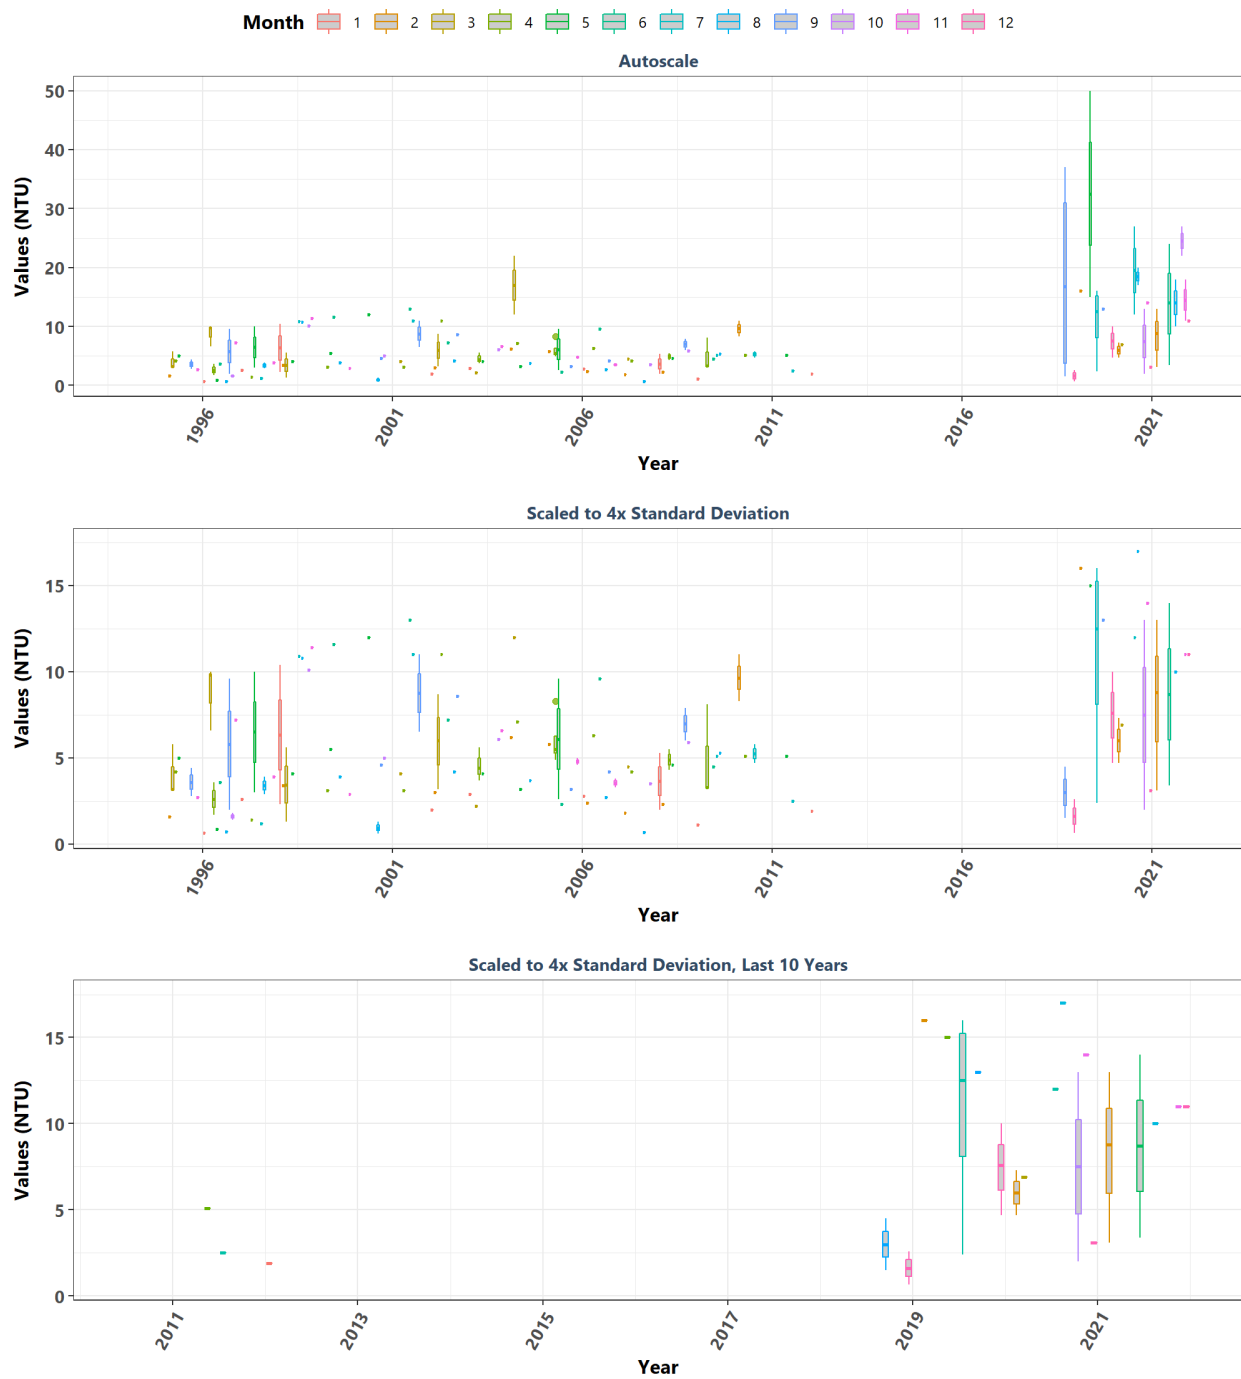 Month 1 2 3 4 5 6 7 8 9 10 11 12
Autoscale
50
40
30
20
10
0
Values (NTU)
1996 2001 2006 2011 2016 2021
Year
Scaled to 4x Standard Deviation
15
10
5
0
Values (NTU)
1996 2001 2006 2011 2016 2021
Year
Scaled to 4x Standard Deviation, Last 10 Years
15
10
5
0
Values (NTU)
2011 2013 2015 2017 2019 2021
Year